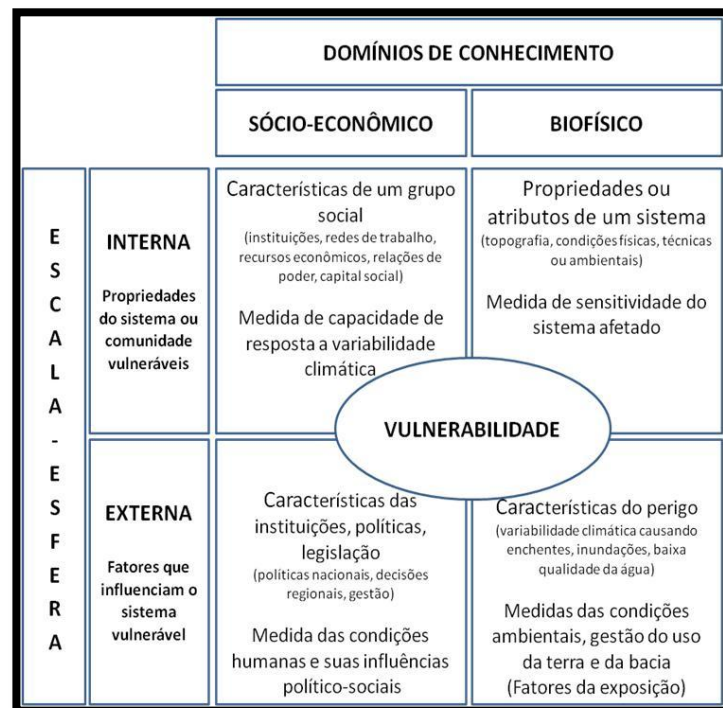 DOMÍNIOS DE CONHECIMENTO
SÓCIO-ECONÔMICO
BIOFÍSICO
ESCALA-ESFERA
INTERNA
Propriedades
do sistema ou
comunidade
vulneráveis
Características de um grupo
social
(instituições, redes de trabalho,
recursos econômicos, relações de
poder, capital social)
Medida de capacidade de
resposta a variabilidade
climática
Propriedades ou
atributos de um sistema
(topografia, condições físicas, técnicas
ou ambientais)
Medida de sensitividade do
sistema afetado
VULNERABILIDADE
EXTERNA
Fatores que
influenciam o
sistema
vulnerável
Características das
instituições, políticas,
legislação
(políticas nacionais, decisões
regionais, gestão)
Medida das condições
humanas e suas influências
político-sociais
Características do perigo
(variabilidade climática causando
enchentes, inundações, baixa
qualidade da água)
Medidas das condições
ambientais, gestão do uso
da terra e da bacia
(Fatores da exposição)